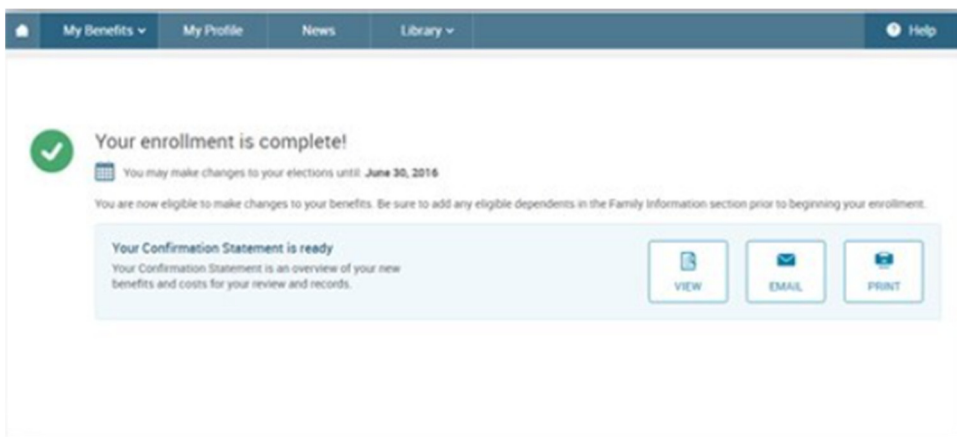 My Benefits My Profile News Library Help
Your enrollment is complete!
You may make changes to your elections until: June 30, 2016
You are now eligible to make changes to your benefits. Be sure to add any eligible dependents in the Family Information section prior to beginning your enrollment.
Your Confirmation Statement is ready
Your Confirmation Statement is an overview of your new
benefits and costs for your review and records.
VIEW EMAIL PRINT